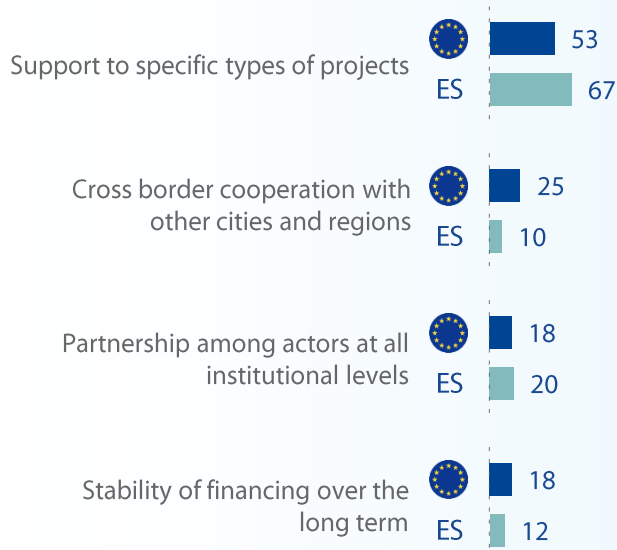 53
Support to specific types of projects
ES 67
25
Cross border cooperation with
other cities and regions
ES 10
18
Partnership among actors at all
institutional levels
ES 20
18
Stability of financing over the
long term
ES 12